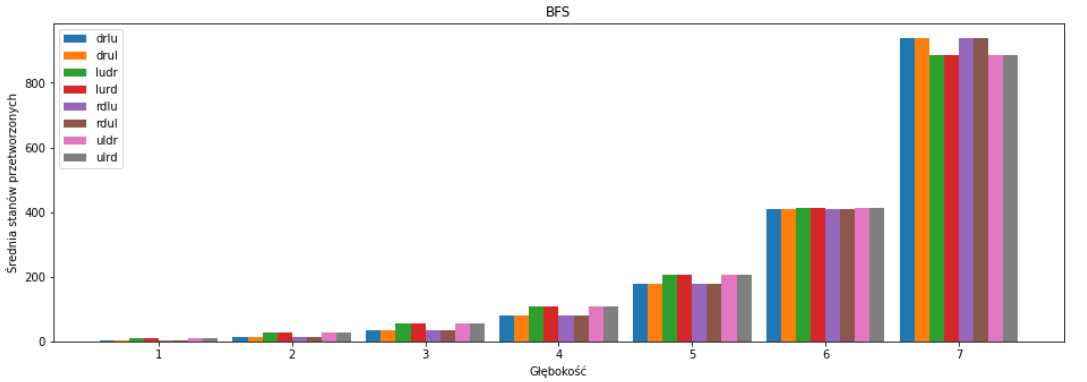 BFS
drlu
drul
ludr
lurd
rdlu
rdul
uldr
ulrd
Średnia stanów przetworzonych
800
600
400
200
0
1 2 3 4 5 6 7
Głębokość